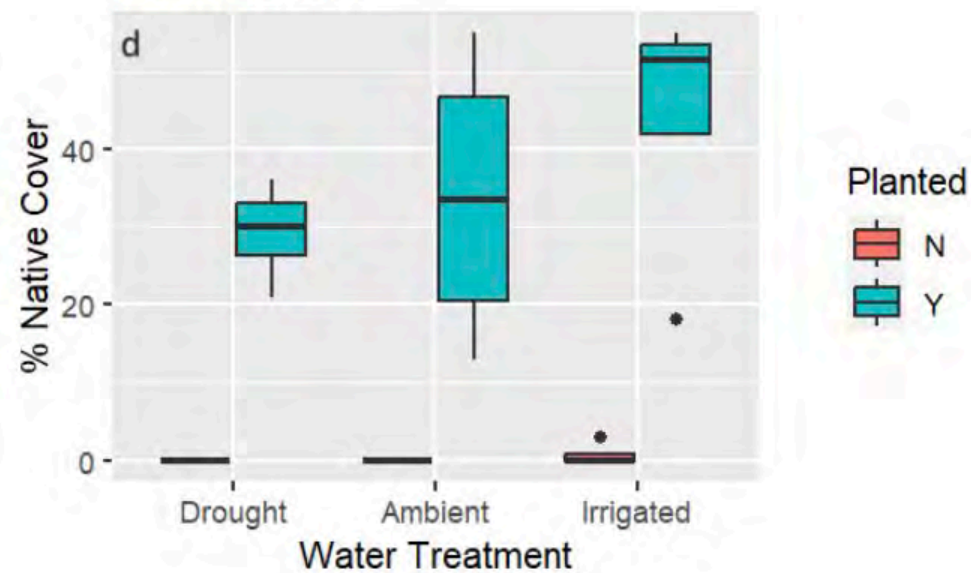 d
% Native Cover
40
20
0
Drought Ambient Irrigated
Water Treatment
Planted
N
Y